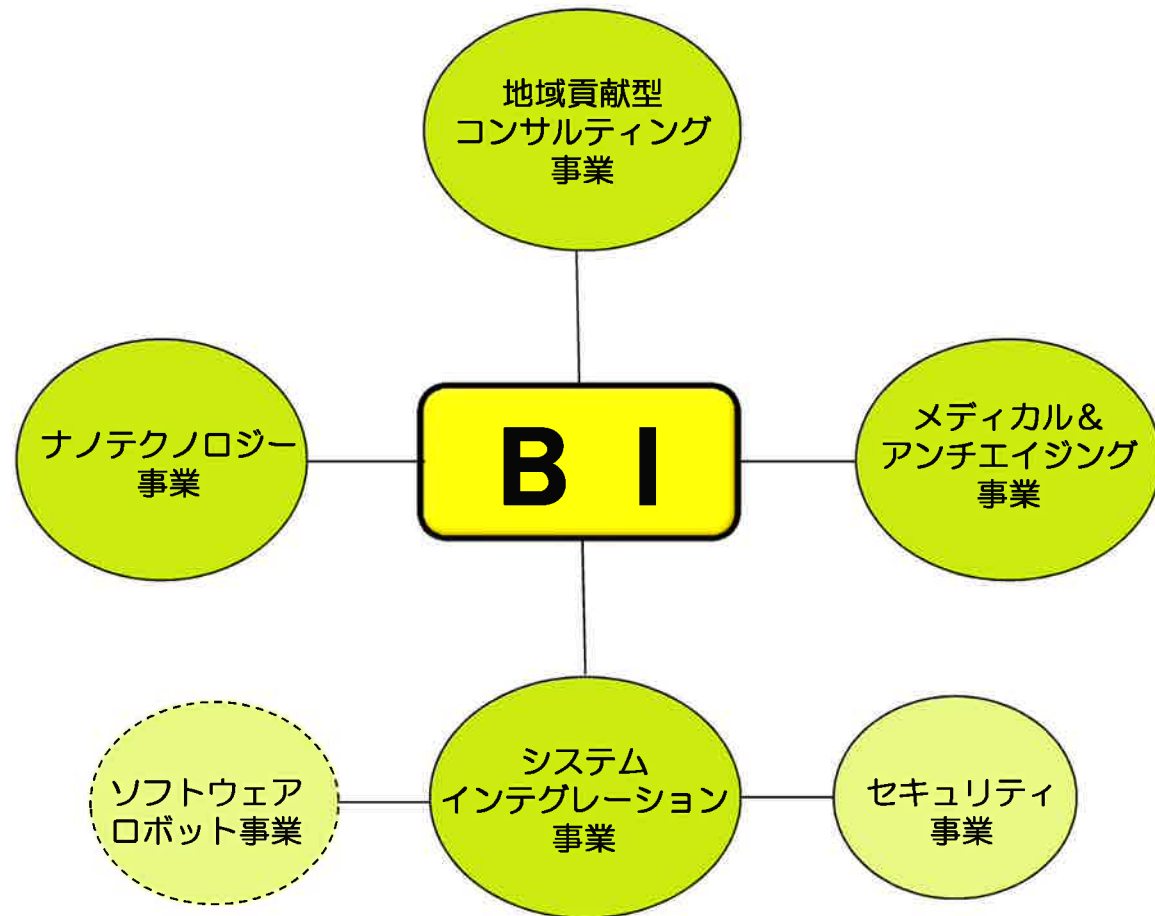 地域貢献型
コンサルティング
事業
ナノテクノロジー
事業
B I
メディカル&
アンチエイジング
事業
ソフトウェア
ロボット事業
システム
インテグレーション
事業
セキュリティ
事業